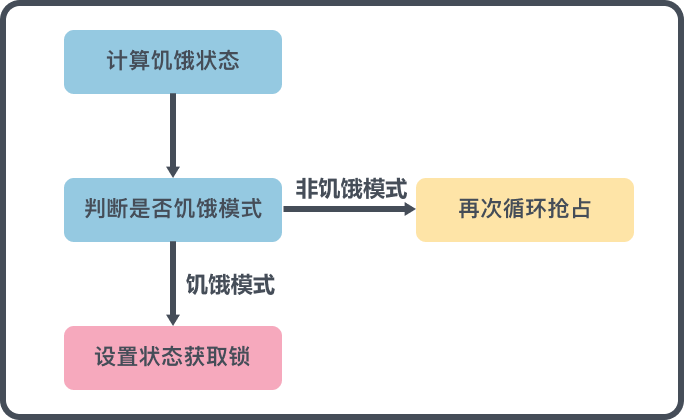 计算饥饿状态
判断是否饥饿模式
非饥饿模式
再次循环抢占
饥饿模式
设置状态获取锁